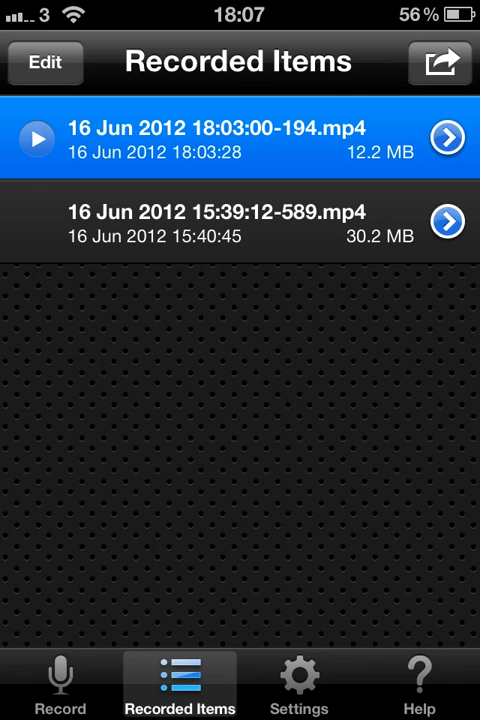 3 18:07 56%
Edit Recorded Items
16 Jun 2012 18:03:00-194.mp4
16 Jun 2012 18:03:28 12.2 MB
16 Jun 2012 15:39:12-589.mp4
16 Jun 2012 15:40:45 30.2 MB
Record Recorded Items Settings Help